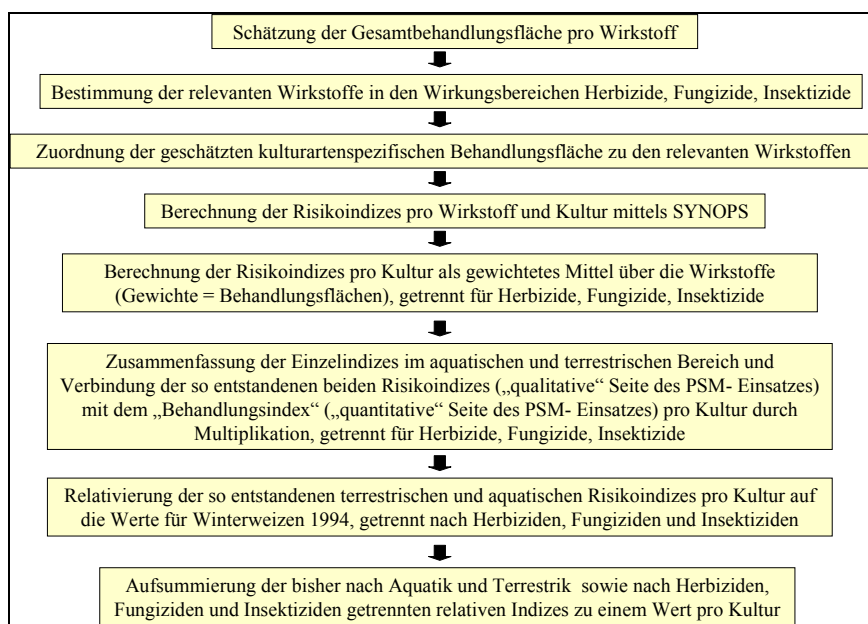 Schätzung der Gesamtbehandlungsfläche pro Wirkstoff
Bestimmung der relevanten Wirkstoffe in den Wirkungsbereichen Herbizide, Fungizide, Insektizide
Zuordnung der geschätzten kulturartenspezifischen Behandlungsfläche zu den relevanten Wirkstoffen
Berechnung der Risikoindizes pro Wirkstoff und Kultur mittels SYNOPS
Berechnung der Risikoindizes pro Kultur als gewichtetes Mittel über die Wirkstoffe
(Gewichte = Behandlungsflächen), getrennt für Herbizide, Fungizide, Insektizide
Zusammenfassung der Einzelindizes im aquatischen und terrestrischen Bereich und
Verbindung der so entstandenen beiden Risikoindizes („qualitative“ Seite des PSM- Einsatzes)
mit dem „Behandlungsindex“ („quantitative“ Seite des PSM- Einsatzes) pro Kultur durch
Multiplikation, getrennt für Herbizide, Fungizide, Insektizide
Relativierung der so entstandenen terrestrischen und aquatischen Risikoindizes pro Kultur auf
die Werte für Winterweizen 1994, getrennt nach Herbiziden, Fungiziden und Insektiziden
Aufsummierung der bisher nach Aquatik und Terrestrik sowie nach Herbiziden,
Fungiziden und Insektiziden getrennten relativen Indizes zu einem Wert pro Kultur